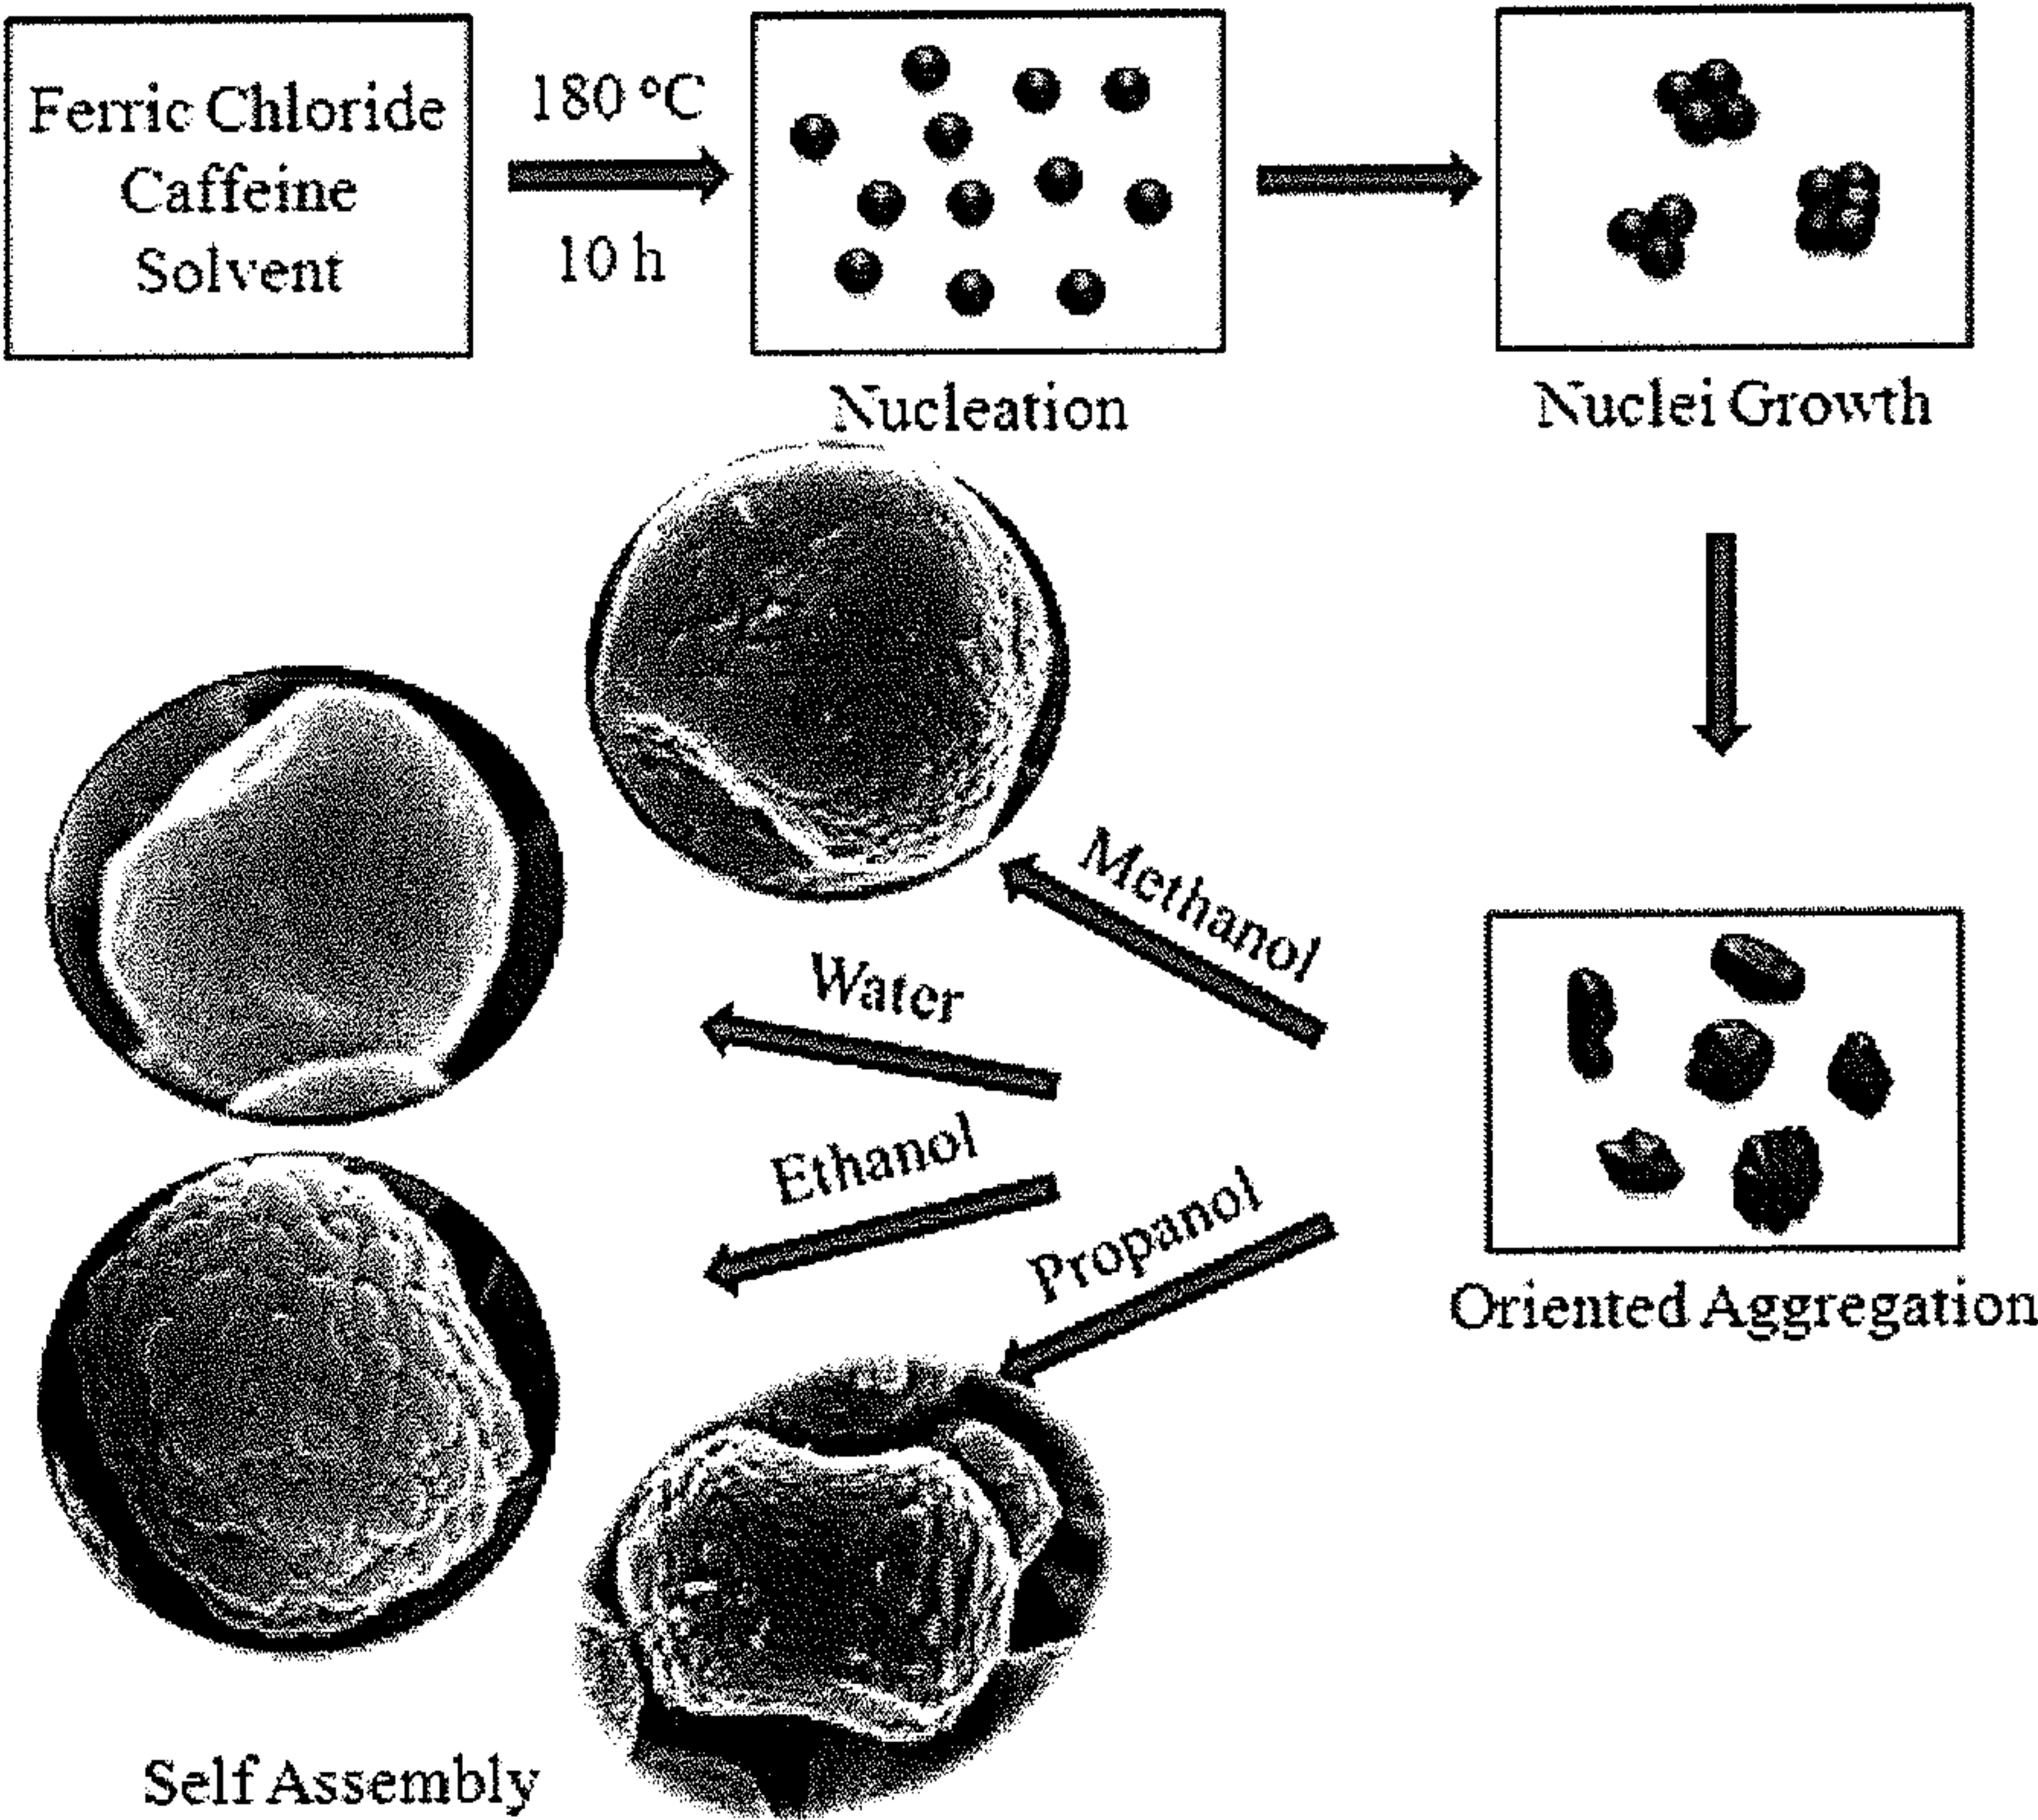 Ferric Chloride
Caffeine
Solvent
180 °C
10 h
Nucleation
Nuclei Growth
Methanol
Water
Ethanol
Propanol
Oriented Aggregation
Self Assembly